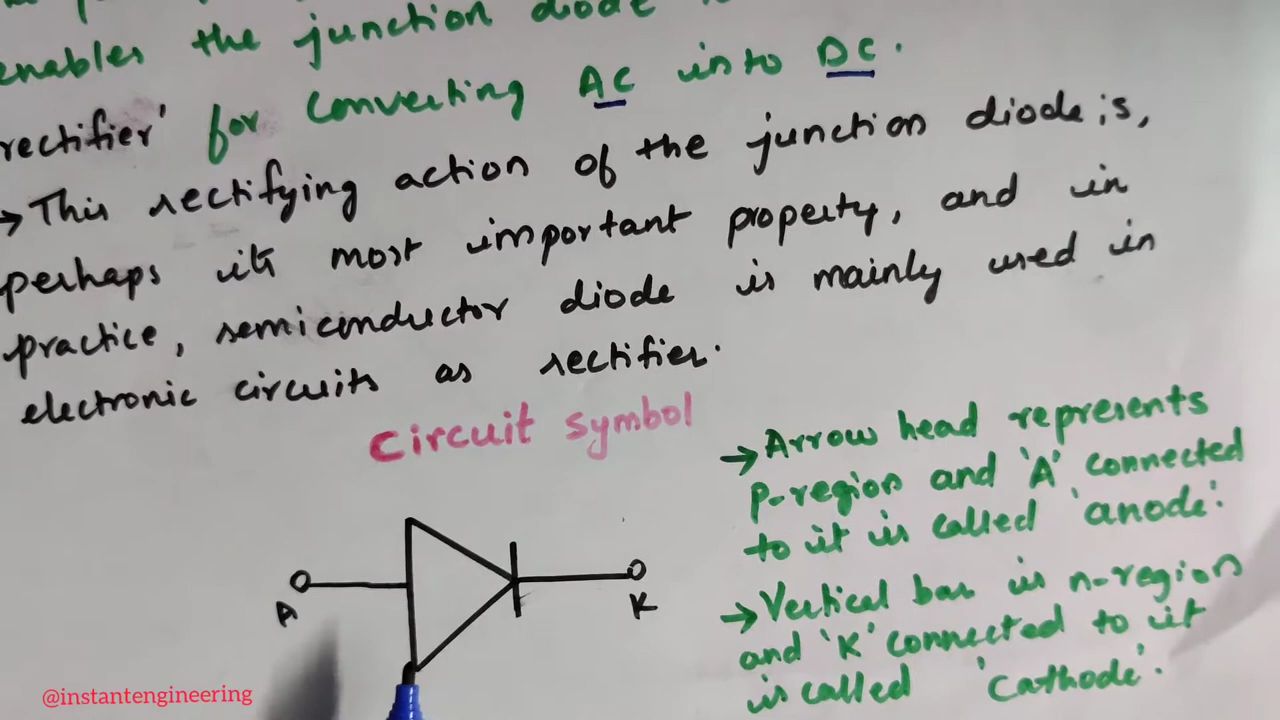 enables the junction diode
rectifier' for converting AC into DC.
→ This rectifying action of the junction diode is,
perhaps its most important property, and in
practice, semiconductor diode is mainly used in
electronic circuits as rectifier.
Circuit symbol
A
K
→ Arrow head represents
p-region and 'A' connected
to it is called 'anode'.
→ Vertical bar is n-region
and 'K' connected to it
is called 'Cathode'.
@instantengineering